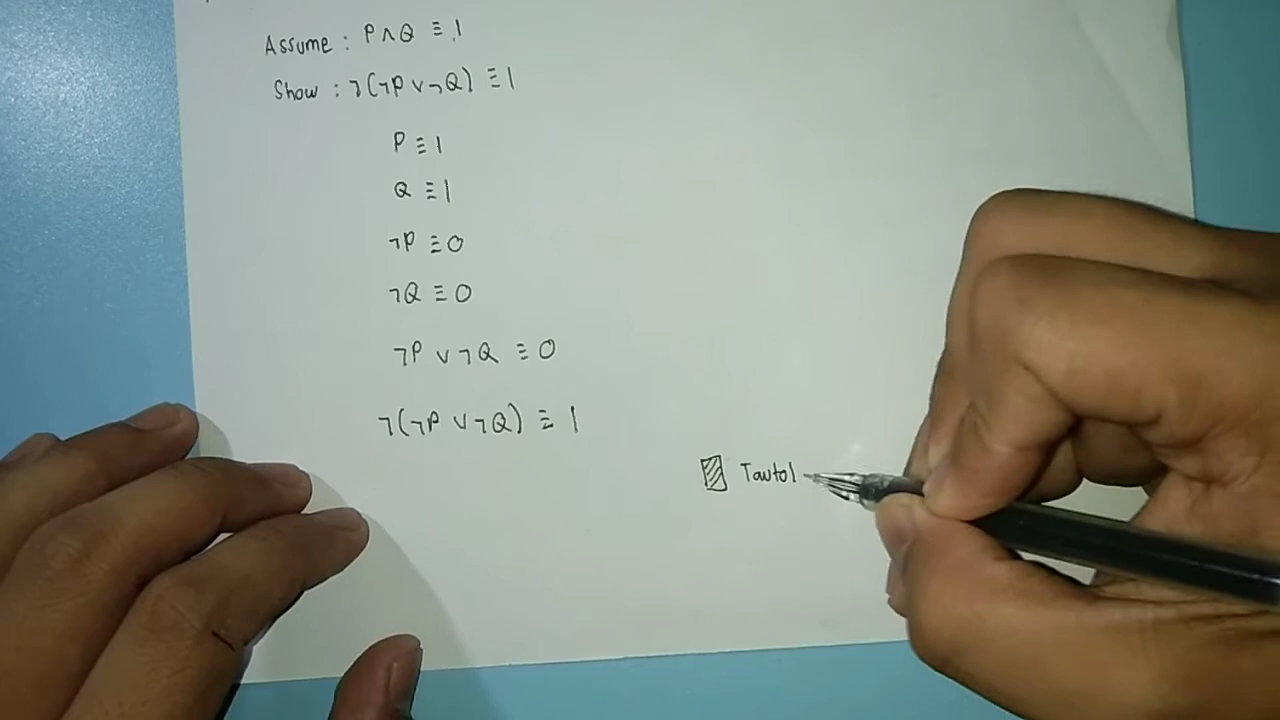 Assume : P ∧ Q ≡ 1
Show : ¬(¬P ∨ ¬Q) ≡ 1
P ≡ 1
Q ≡ 1
¬P ≡ 0
¬Q ≡ 0
¬P ∨ ¬Q ≡ 0
¬(¬P ∨ ¬Q) ≡ 1
Tautol